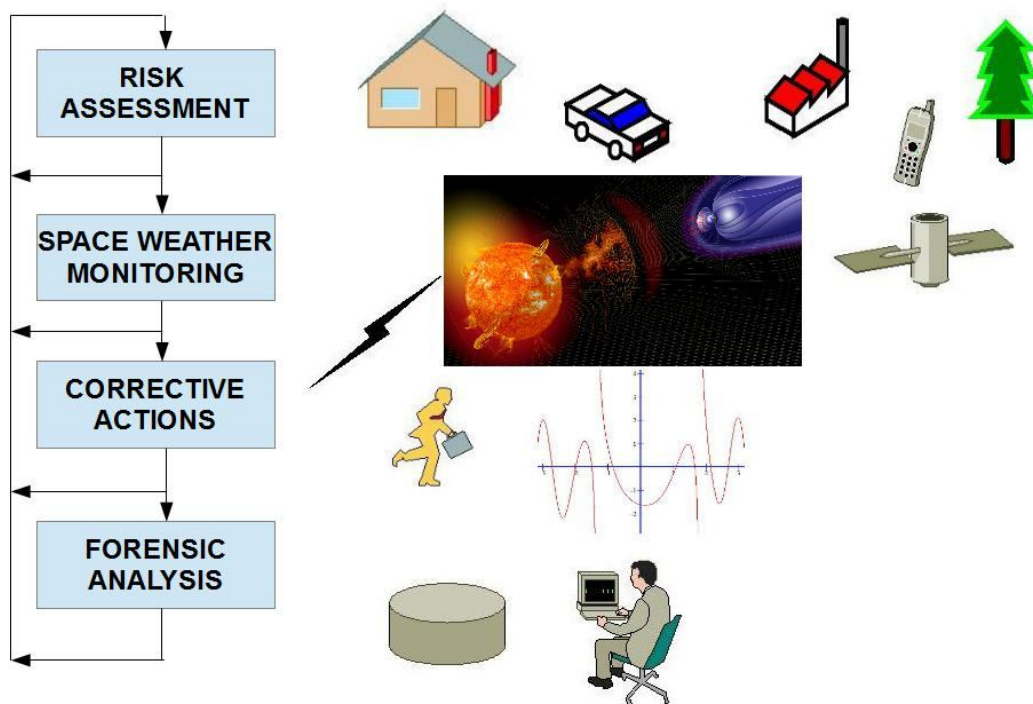 RISK
ASSESSMENT
SPACE WEATHER
MONITORING
CORRECTIVE
ACTIONS
FORENSIC
ANALYSIS